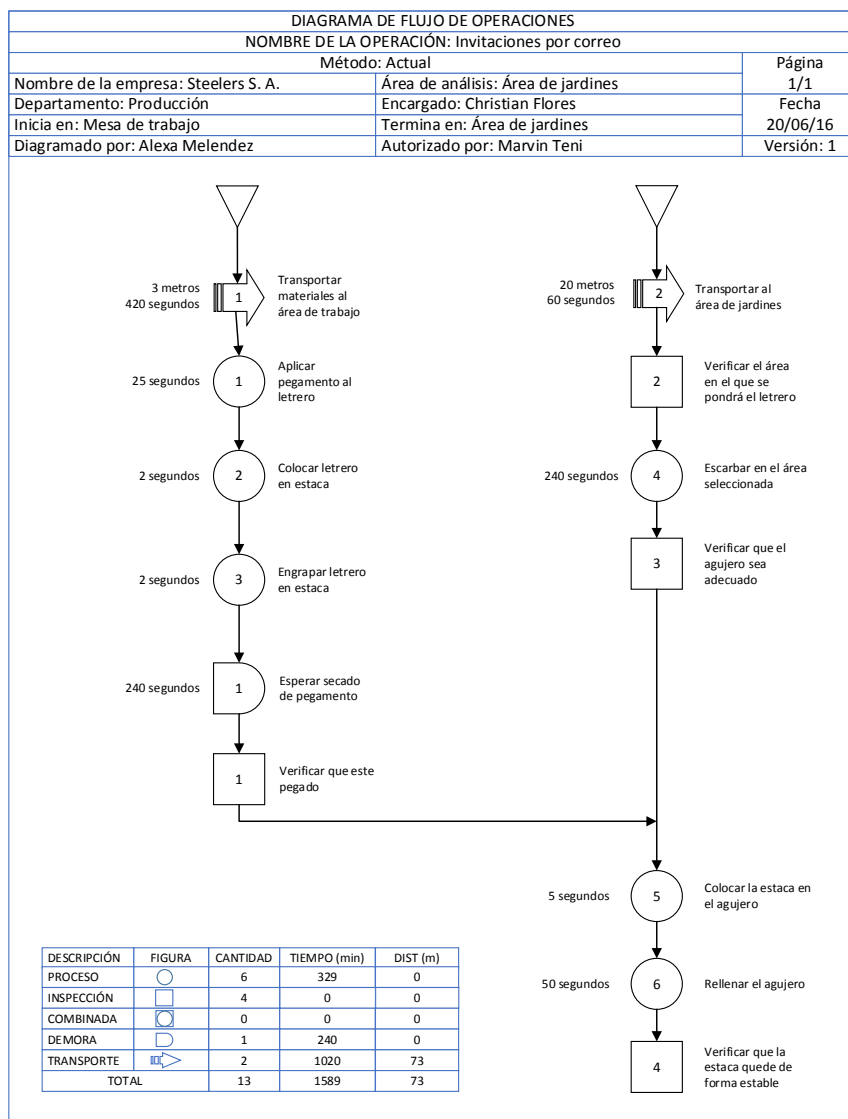 DIAGRAMA DE FLUJO DE OPERACIONES
NOMBRE DE LA OPERACIÓN: Invitaciones por correo
Método: Actual
Página
Nombre de la empresa: Steelers S. A.
Área de análisis: Área de jardines
1/1
Departamento: Producción
Encargado: Christian Flores
Fecha
Inicia en: Mesa de trabajo
Termina en: Área de jardines
20/06/16
Diagramado por: Alexa Melendez
Autorizado por: Marvin Teni
Versión: 1
3 metros
420 segundos
1
Transportar
materiales al
área de trabajo
25 segundos
1
Aplicar
pegamento al
letrero
2 segundos
2
Colocar letrero
en estaca
2 segundos
3
Engrapar letrero
en estaca
240 segundos
1
Esperar secado
de pegamento
1
Verificar que este
pegado
20 metros
60 segundos
2
Transportar al
área de jardines
2
Verificar el área
en el que se
pondrá el letrero
240 segundos
4
Escarbar en el área
seleccionada
3
Verificar que el
agujero sea
adecuado
5 segundos
5
Colocar la estaca en
el agujero
50 segundos
6
Rellenar el agujero
4
Verificar que la
estaca quede de
forma estable
DESCRIPCIÓN FIGURA CANTIDAD TIEMPO (min) DIST (m)
PROCESO 6 329 0
INSPECCIÓN 4 0 0
COMBINADA 0 0 0
DEMORA 1 240 0
TRANSPORTE 2 1020 73
TOTAL 13 1589 73